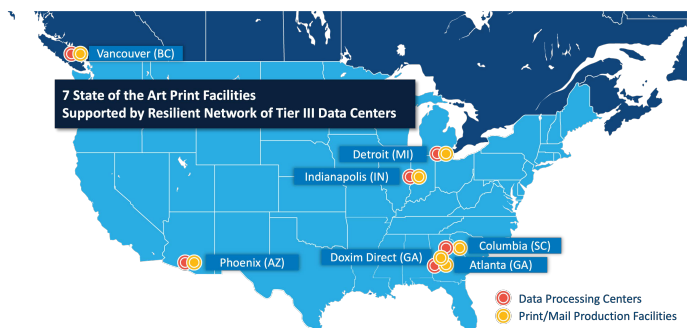 Vancouver (BC)
7 State of the Art Print Facilities
Supported by Resilient Network of Tier III Data Centers
Detroit (MI)
Indianapolis (IN)
Columbia (SC)
Doxim Direct (GA)
Phoenix (AZ)
Atlanta (GA)
Data Processing Centers
Print/Mail Production Facilities